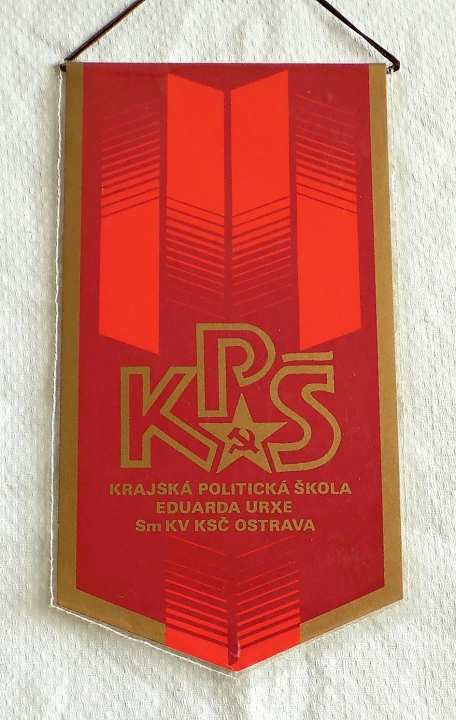 KPŠ
KRAJSKÁ POLITICKÁ ŠKOLA
EDUARDA URXE
Sm KV KSČ OSTRAVA